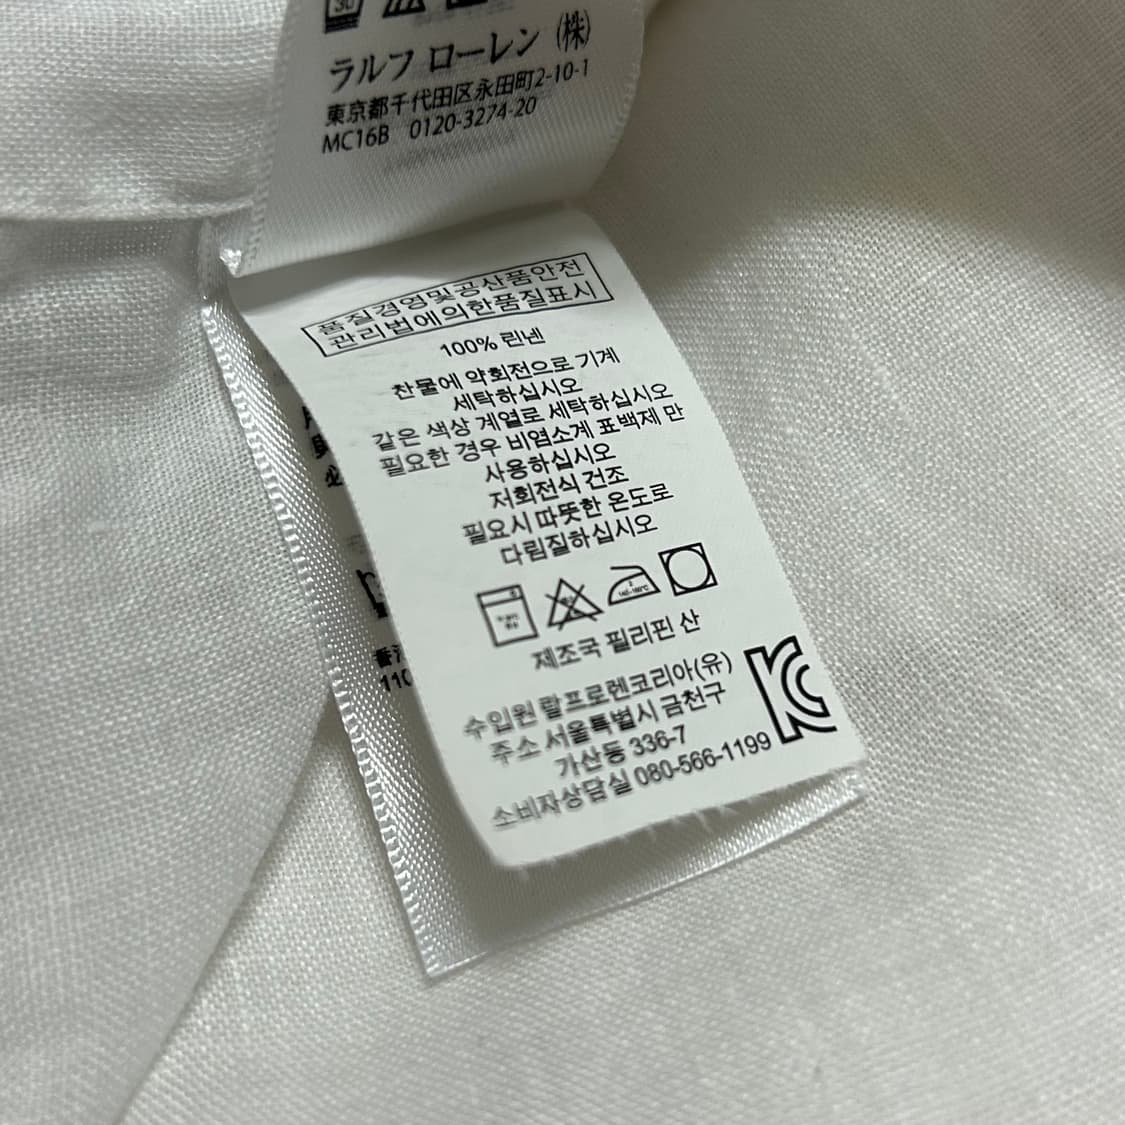 30
ラルフ ローレン (株)
東京都千代田区永田町2-10-1
MC16B 0120-3274-20
품질경영및공산품안전
관리법에의한품질표시
100% 린넨
찬물에 약회전으로 기계
세탁하십시오
같은 색상 계열로 세탁하십시오
필요한 경우 비염소계 표백제 만
사용하십시오
저회전식 건조
필요시 따뜻한 온도로
다림질하십시오
제조국 필리핀 산
수입원 랄프로렌코리아(유)
주소 서울특별시 금천구
가산동 336-7
소비자상담실 080-566-1199
KC